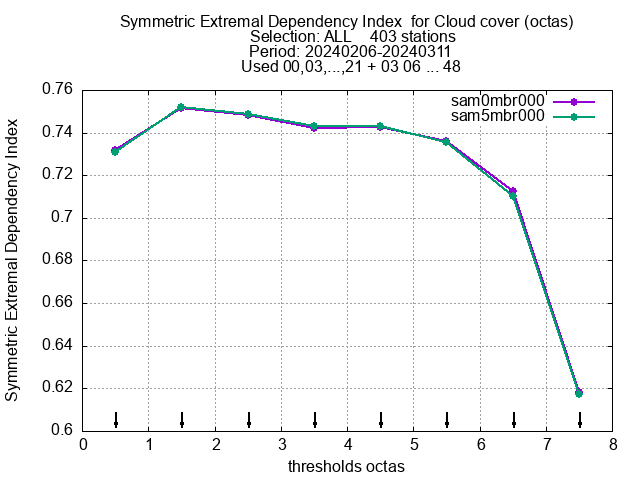 Symmetric Extremal Dependency Index  for Cloud cover (octas)
Selection: ALL    403 stations
Period: 20240206-20240311
Used 00,03,...,21 + 03 06 ... 48
sam0mbr000
sam5mbr000
Symmetric Extremal Dependency Index
0.76
0.74
0.72
0.7
0.68
0.66
0.64
0.62
0.6
0 1 2 3 4 5 6 7 8
thresholds octas